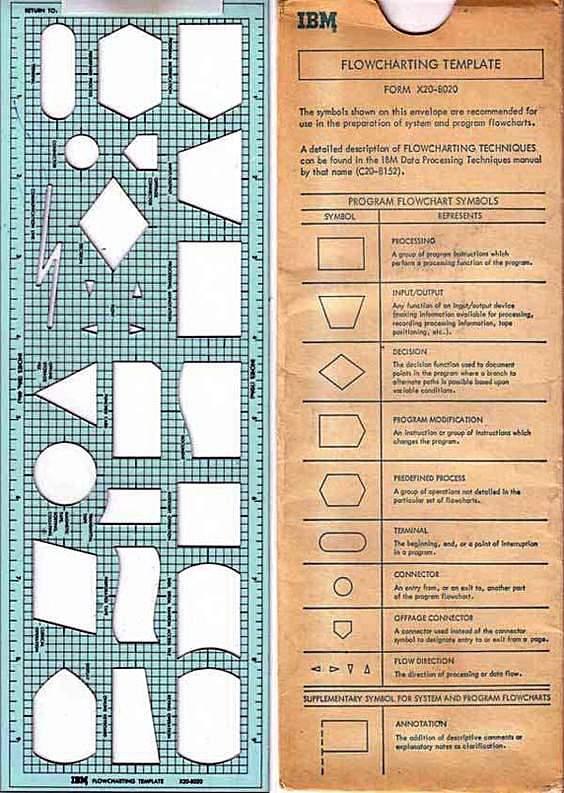 RETURN TO:
IBM FLOWCHARTING TEMPLATE X20-8020
IBM
FLOWCHARTING TEMPLATE
FORM X20-8020
The symbols shown on this envelope are recommended for
use in the preparation of system and program flowcharts.
A detailed description of FLOWCHARTING TECHNIQUES
can be found in the IBM Data Processing Techniques manual
by that name (C20-8152).
PROGRAM FLOWCHART SYMBOLS
SYMBOL REPRESENTS
PROCESSING
A group of program instructions which
perform a processing function of the program.
INPUT/OUTPUT
Any function of an input/output device
(making information available for processing,
recording processing information, tape
positioning, etc.).
DECISION
The decision function used to document
points in the program where a branch to
alternate paths is possible based upon
variable conditions.
PROGRAM MODIFICATION
An instruction or group of instructions which
changes the program.
PREDEFINED PROCESS
A group of operations not detailed in the
particular set of flowcharts.
TERMINAL
The beginning, end, or a point of interruption
in a program.
CONNECTOR
An entry from, or an exit to, another part
of the program flowchart.
OFFPAGE CONNECTOR
A connector used instead of the connector
symbol to designate entry to or exit from a page.
FLOW DIRECTION
The direction of processing or data flow.
SUPPLEMENTARY SYMBOL FOR SYSTEM AND PROGRAM FLOWCHARTS
ANNOTATION
The addition of descriptive comments or
explanatory notes as clarification.